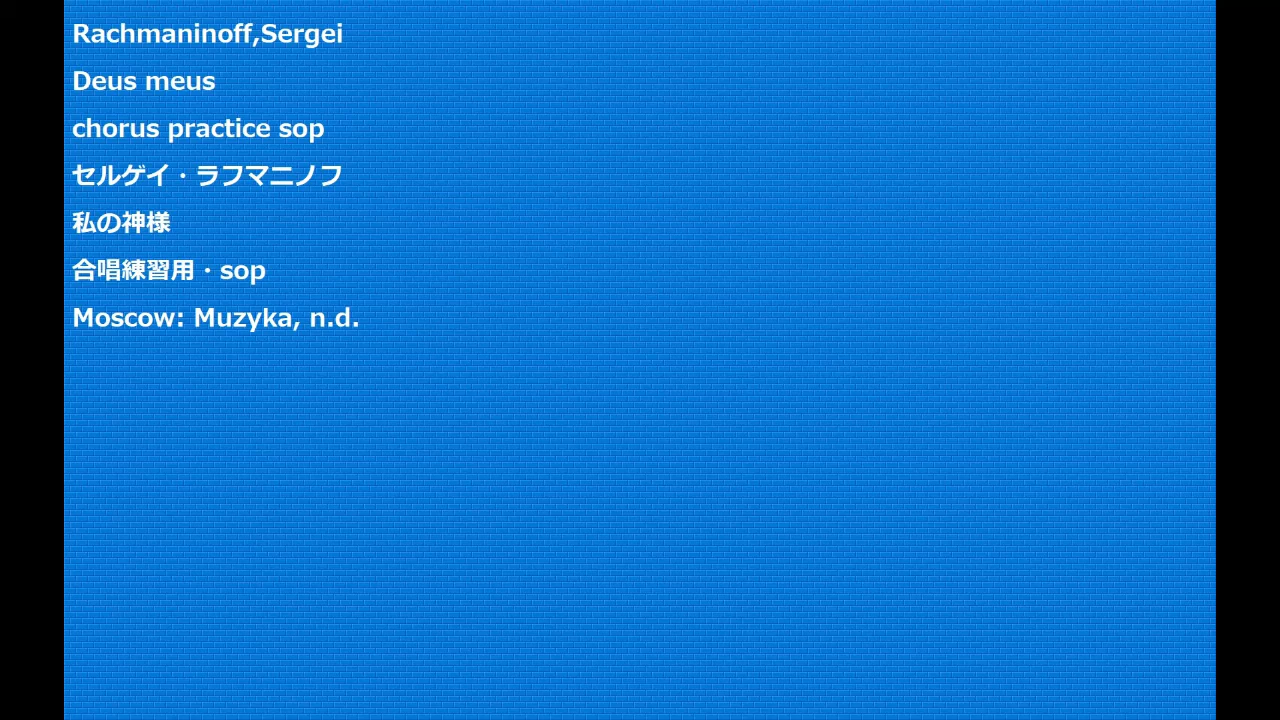 Rachmaninoff,Sergei
Deus meus
chorus practice sop
セルゲイ・ラフマニノフ
私の神様
合唱練習用・sop
Moscow: Muzyka, n.d.